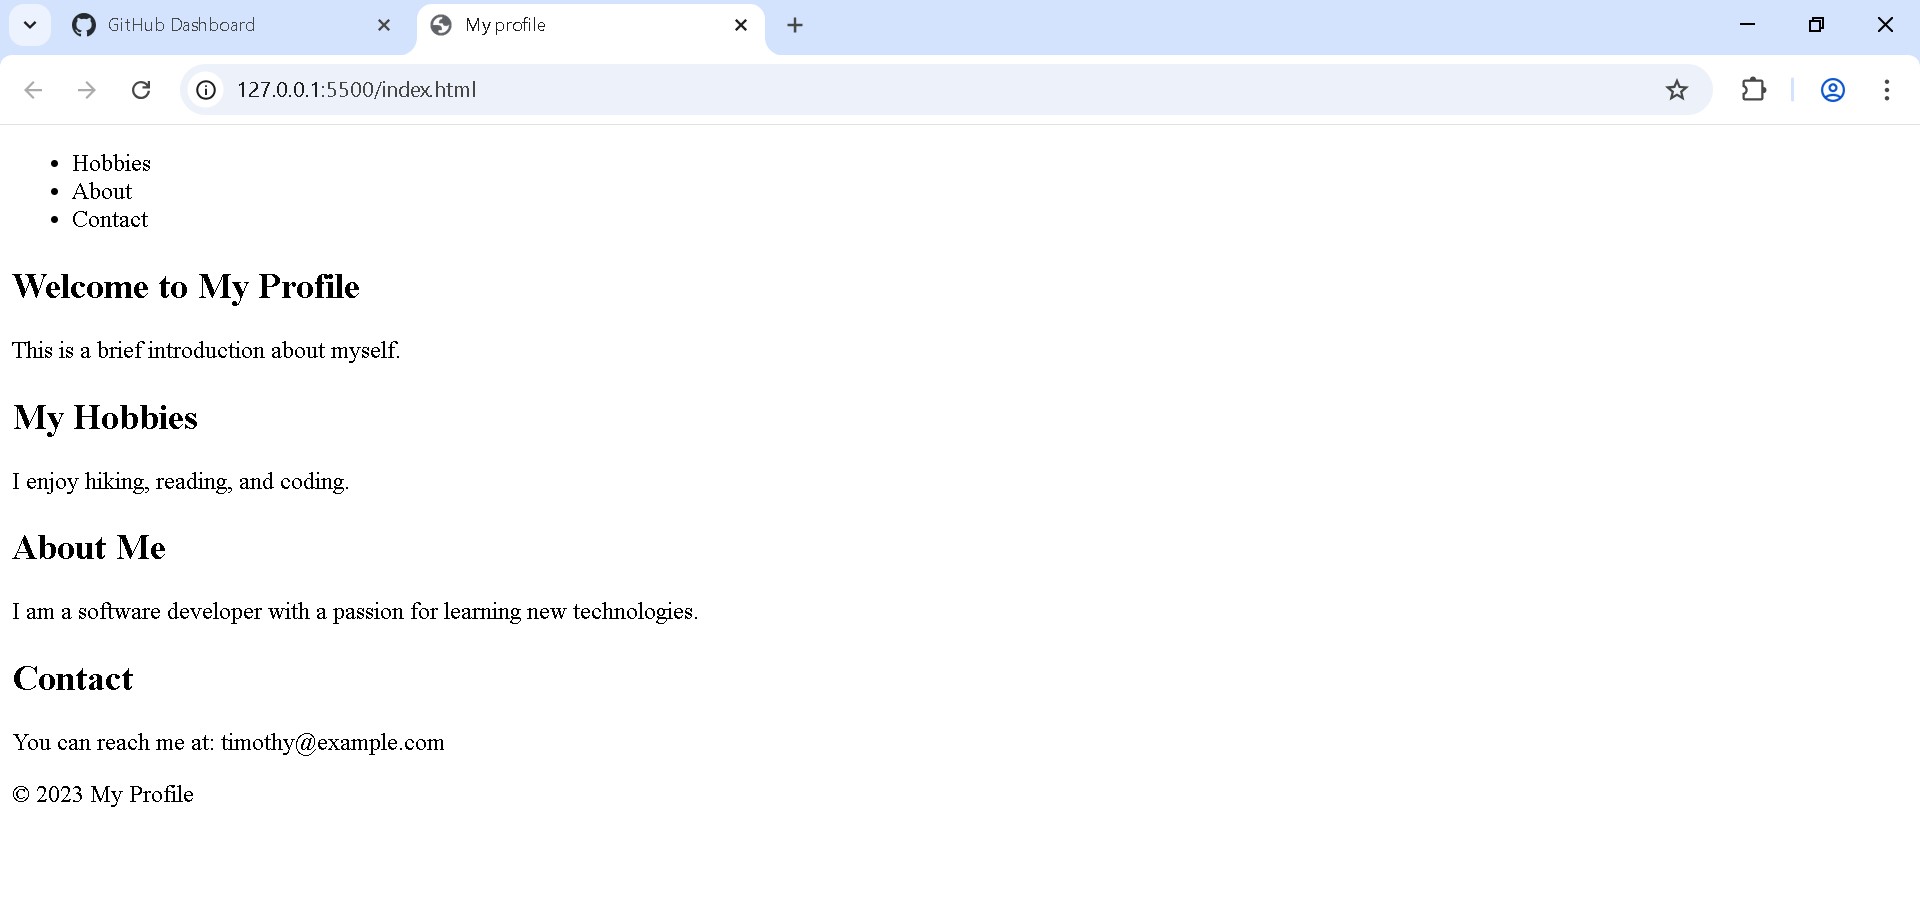 GitHub Dashboard
My profile
127.0.0.1:5500/index.html
Hobbies
About
Contact
Welcome to My Profile
This is a brief introduction about myself.
My Hobbies
I enjoy hiking, reading, and coding.
About Me
I am a software developer with a passion for learning new technologies.
Contact
You can reach me at: timothy@example.com
© 2023 My Profile